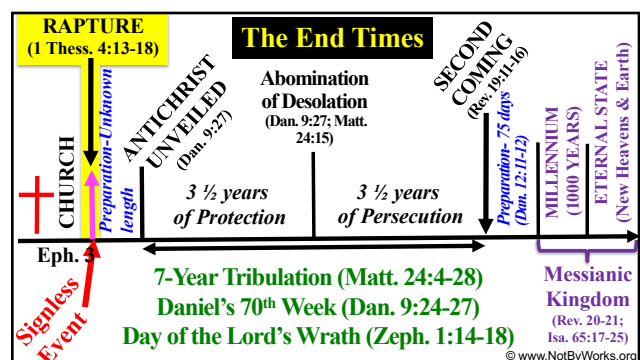 RAPTURE
(1 Thess. 4:13-18)
The End Times
CHURCH
Eph. 3
Signless
Event
Preparation-Unknown
length
ANTICHRIST
UNVEILED
(Dan. 9:27)
Abomination
of Desolation
(Dan. 9:27; Matt.
24:15)
SECOND
COMING
(Rev. 19:11-16)
Preparation- 75 days
(Dan. 12:11-12)
MILLENNIUM
(1000 YEARS)
ETERNAL STATE
(New Heavens & Earth)
3 ½ years
of Protection
3 ½ years
of Persecution
7-Year Tribulation (Matt. 24:4-28)
Daniel's 70th Week (Dan. 9:24-27)
Day of the Lord's Wrath (Zeph. 1:14-18)
Messianic
Kingdom
(Rev. 20-21;
Isa. 65:17-25)
© www.NotByWorks.org